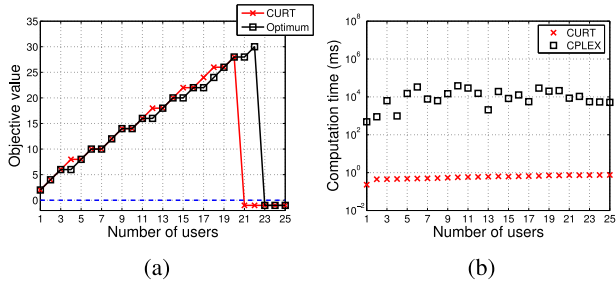 CURT
Optimum
Objective value
35
30
25
20
15
10
5
0
1 3 5 7 9 11 13 15 17 19 21 23 25
Number of users
(a)
CURT
CPLEX
Computation time (ms)
10^8
10^6
10^4
10^2
10^0
10^-2
1 3 5 7 9 11 13 15 17 19 21 23 25
Number of users
(b)